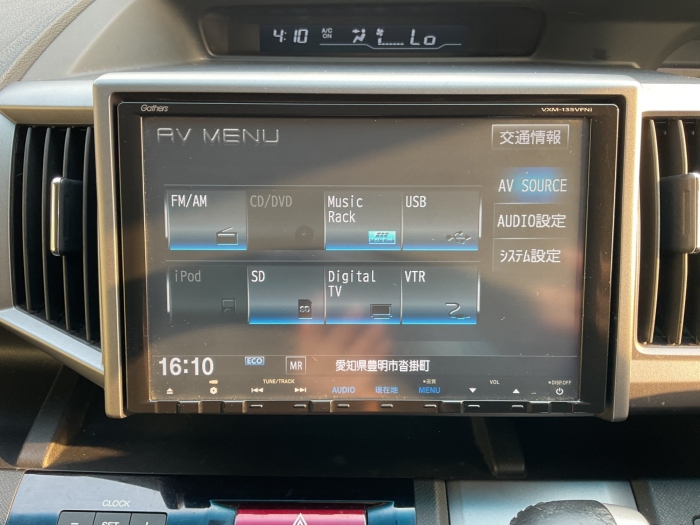 4:10 A/C ON Lo
Gathers VXM-135VFNi
AV MENU 交通情報
AV SOURCE
FM/AM CD/DVD Music Rack USB
AUDIO設定
システム設定
iPod SD Digital TV VTR
SD
16:10 ECO MR 愛知県豊明市沓掛町
TUNE/TRACK AUDIO 現在地 MENU VOL DISP.OFF
CLOCK
SET